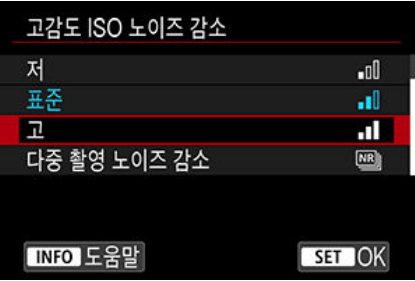 고감도 ISO 노이즈 감소
저
표준
고
다중 촬영 노이즈 감소 NR
INFO 도움말 SET OK